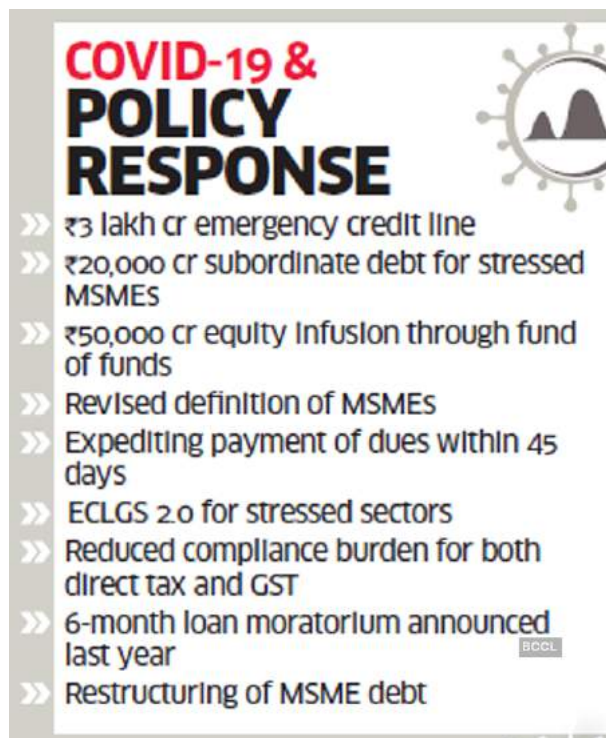 COVID-19 &
POLICY
RESPONSE
₹3 lakh cr emergency credit line
₹20,000 cr subordinate debt for stressed
MSMEs
₹50,000 cr equity infusion through fund
of funds
Revised definition of MSMEs
Expediting payment of dues within 45
days
ECLGS 2.0 for stressed sectors
Reduced compliance burden for both
direct tax and GST
6-month loan moratorium announced
last year
BCCL
Restructuring of MSME debt